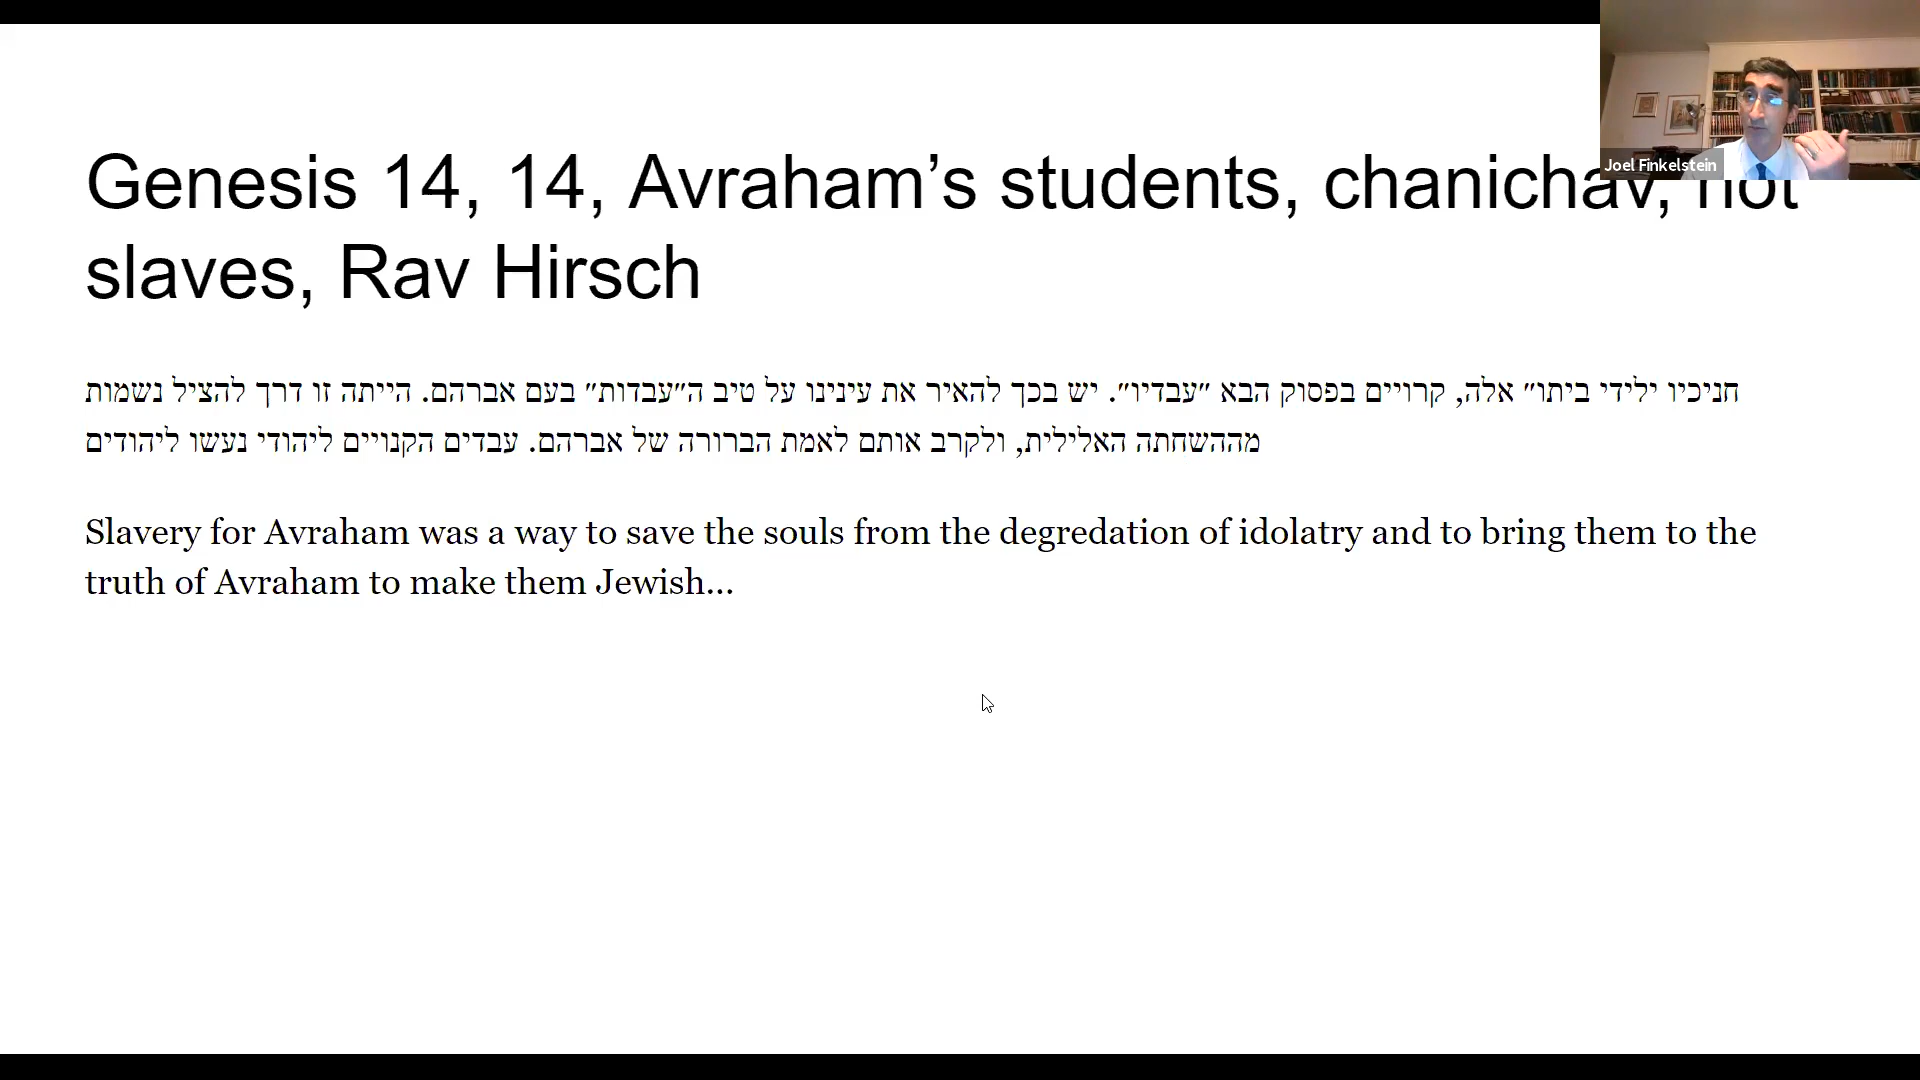 Joel Finkelstein
Genesis 14, 14, Avraham’s students, chanichav, not
slaves, Rav Hirsch
חניכיו ילידי ביתו״ אלה, קרויים בפסוק הבא ״עבדיו״. יש בכך להאיר את עינינו על טיב ה״עבדות״ בעם אברהם. הייתה זו דרך להציל נשמות
מההשחתה האלילית, ולקרב אותם לאמת הברורה של אברהם. עבדים הקנויים ליהודי נעשו ליהודים
Slavery for Avraham was a way to save the souls from the degredation of idolatry and to bring them to the
truth of Avraham to make them Jewish...